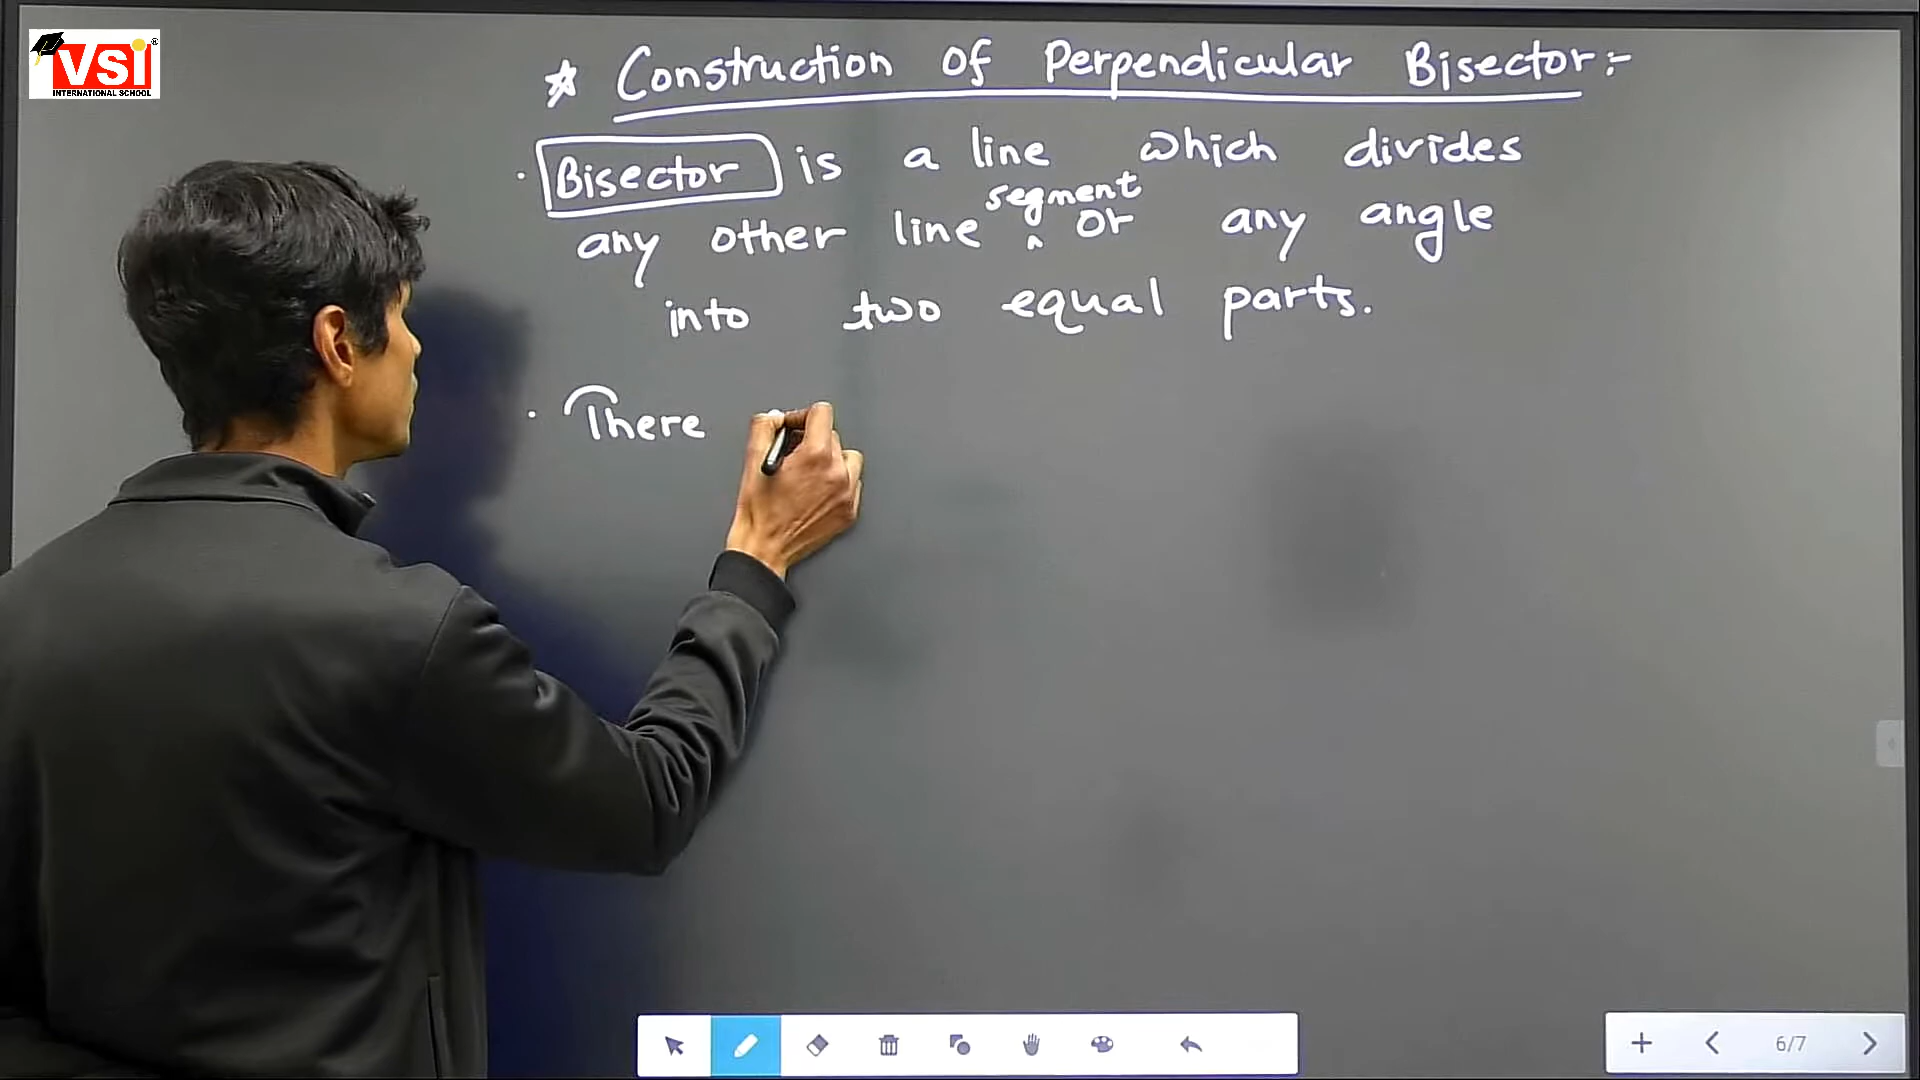 VSI
INTERNATIONAL SCHOOL
☆ Construction of Perpendicular Bisector:-
· Bisector is a line which divides
segment
any other line ^ or any angle
into two equal parts.
· There
6/7